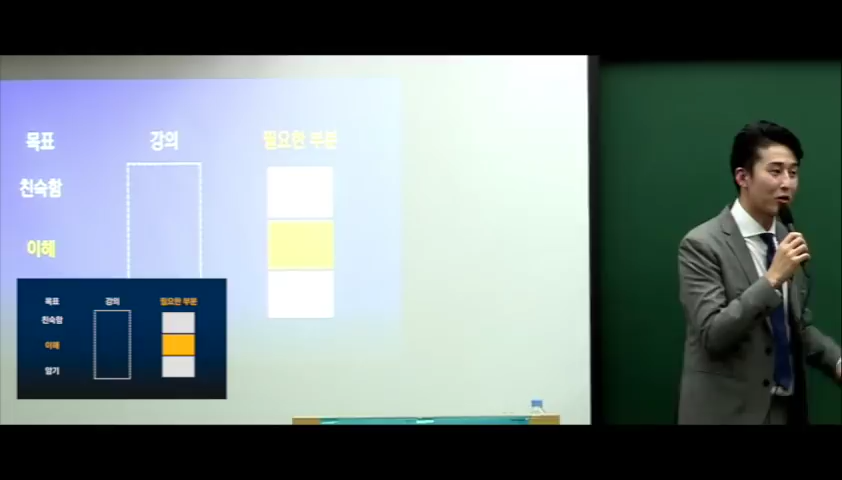 목표 강의 필요한 부분
친숙함
이해
목표 강의 필요한 부분
친숙함
이해
암기